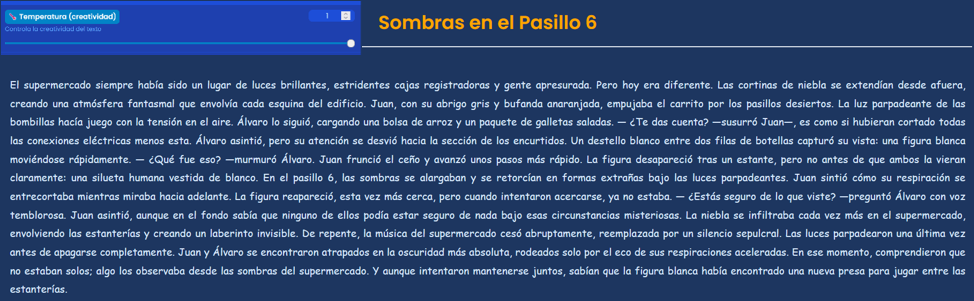 Temperatura (creatividad)
1
Controla la creatividad del texto
Sombras en el Pasillo 6
El supermercado siempre había sido un lugar de luces brillantes, estridentes cajas registradoras y gente apresurada. Pero hoy era diferente. Las cortinas de niebla se extendían desde afuera,
creando una atmósfera fantasmal que envolvía cada esquina del edificio. Juan, con su abrigo gris y bufanda anaranjada, empujaba el carrito por los pasillos desiertos. La luz parpadeante de las
bombillas hacía juego con la tensión en el aire. Álvaro lo siguió, cargando una bolsa de arroz y un paquete de galletas saladas. — ¿Te das cuenta? —susurró Juan—, es como si hubieran cortado todas
las conexiones eléctricas menos esta. Álvaro asintió, pero su atención se desvió hacia la sección de los encurtidos. Un destello blanco entre dos filas de botellas capturó su vista: una figura blanca
moviéndose rápidamente. — ¿Qué fue eso? —murmuró Álvaro. Juan frunció el ceño y avanzó unos pasos más rápido. La figura desapareció tras un estante, pero no antes de que ambos la vieran
claramente: una silueta humana vestida de blanco. En el pasillo 6, las sombras se alargaban y se retorcían en formas extrañas bajo las luces parpadeantes. Juan sintió cómo su respiración se
entrecortaba mientras miraba hacia adelante. La figura reapareció, esta vez más cerca, pero cuando intentaron acercarse, ya no estaba. — ¿Estás seguro de lo que viste? —preguntó Álvaro con voz
temblorosa. Juan asintió, aunque en el fondo sabía que ninguno de ellos podía estar seguro de nada bajo esas circunstancias misteriosas. La niebla se infiltraba cada vez más en el supermercado,
envolviendo las estanterías y creando un laberinto invisible. De repente, la música del supermercado cesó abruptamente, reemplazada por un silencio sepulcral. Las luces parpadearon una última vez
antes de apagarse completamente. Juan y Álvaro se encontraron atrapados en la oscuridad más absoluta, rodeados solo por el eco de sus respiraciones aceleradas. En ese momento, comprendieron que
no estaban solos; algo los observaba desde las sombras del supermercado. Y aunque intentaron mantenerse juntos, sabían que la figura blanca había encontrado una nueva presa para jugar entre las
estanterías.